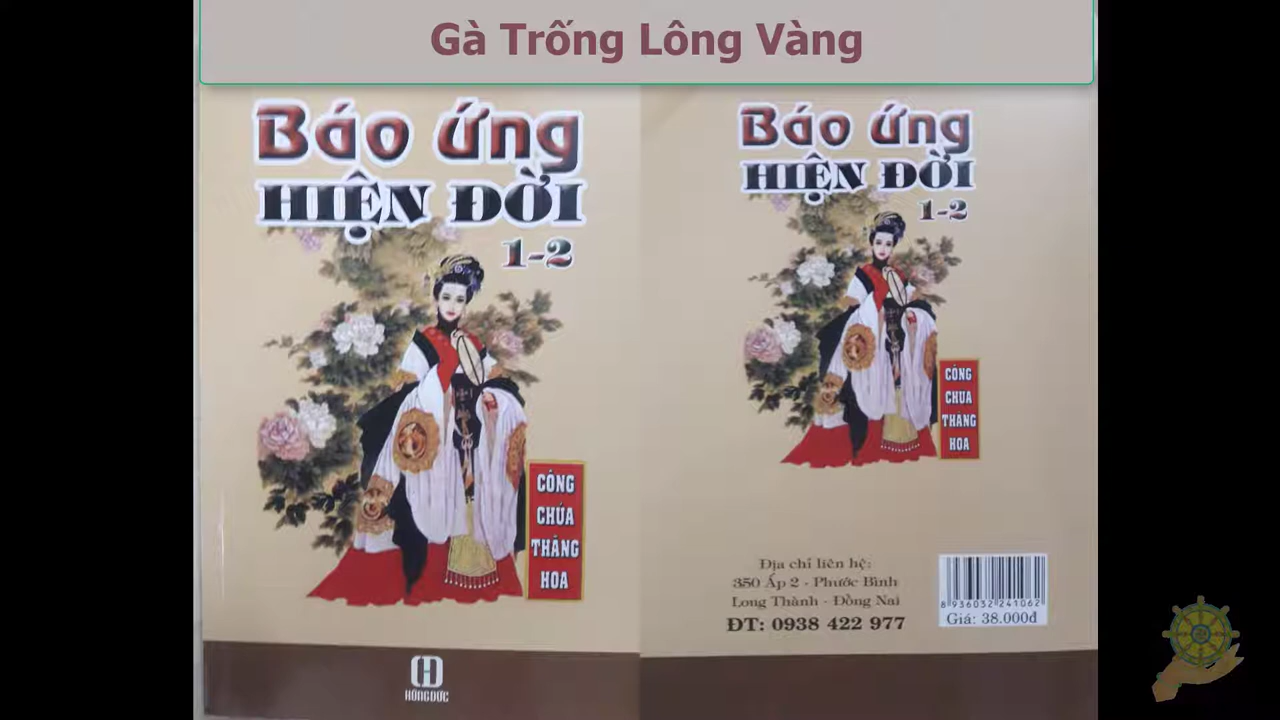 Gà Trống Lông Vàng
Báo ứng
HIỆN ĐỜI
1-2
CÔNG
CHÚA
THĂNG
HOA
HỒNG ĐỨC
Báo ứng
HIỆN ĐỜI
1-2
CÔNG
CHÚA
THĂNG
HOA
Địa chỉ liên hệ:
350 Ấp 2 - Phước Bình
Long Thành - Đồng Nai
ĐT: 0938 422 977
8 936032 241062
Giá: 38.000đ